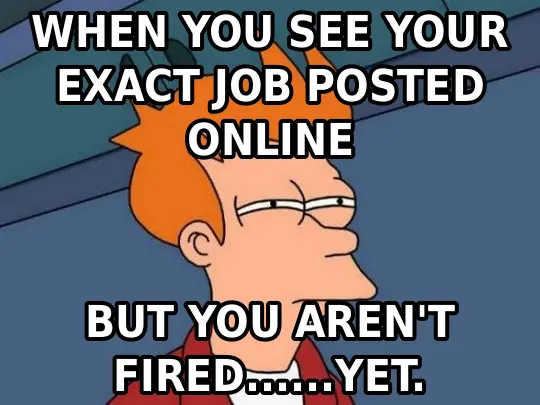 WHEN YOU SEE YOUR
EXACT JOB POSTED
ONLINE
BUT YOU AREN'T
FIRED......YET.